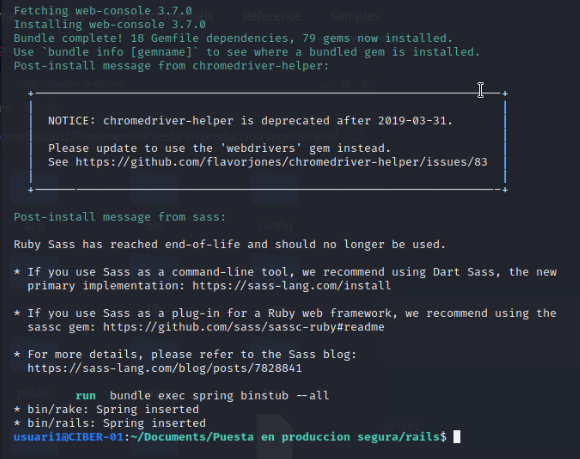 Reference Samples
Fetching web-console 3.7.0
Installing web-console 3.7.0
Bundle complete! 18 Gemfile dependencies, 79 gems now installed.
Use `bundle info [gemname]` to see where a bundled gem is installed.
Post-install message from chromedriver-helper:
NOTICE: chromedriver-helper is deprecated after 2019-03-31.
Please update to use the 'webdrivers' gem instead.
See https://github.com/flavorjones/chromedriver-helper/issues/83
Post-install message from sass:
Ruby Sass has reached end-of-life and should no longer be used.
* If you use Sass as a command-line tool, we recommend using Dart Sass, the new
primary implementation: https://sass-lang.com/install
* If you use Sass as a plug-in for a Ruby web framework, we recommend using the
sassc gem: https://github.com/sass/sassc-ruby#readme
* For more details, please refer to the Sass blog:
https://sass-lang.com/blog/posts/7828841
run bundle exec spring binstub --all
* bin/rake: Spring inserted
* bin/rails: Spring inserted
usuari1@CIBER-01:~/Documents/Puesta en produccion segura/rails$